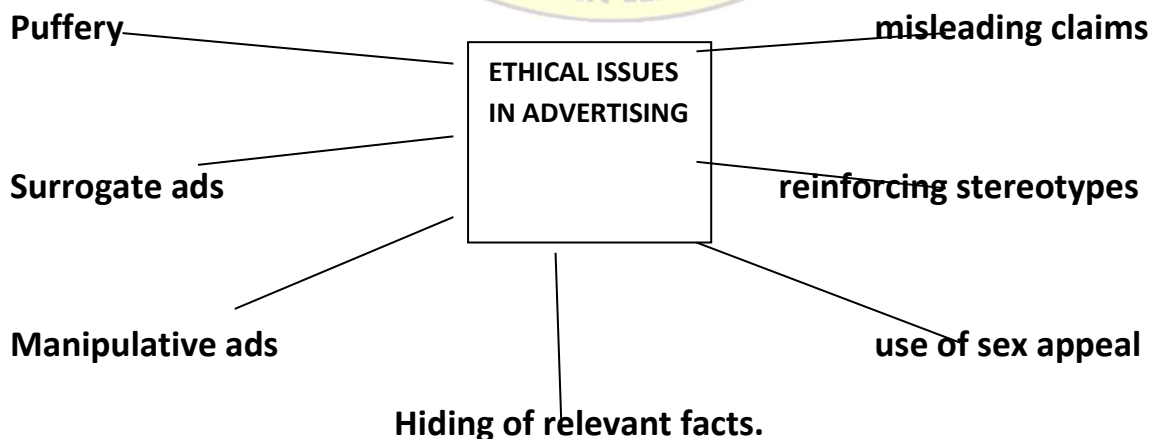 Puffery
misleading claims
ETHICAL ISSUES
IN ADVERTISING
Surrogate ads
reinforcing stereotypes
Manipulative ads
use of sex appeal
Hiding of relevant facts.